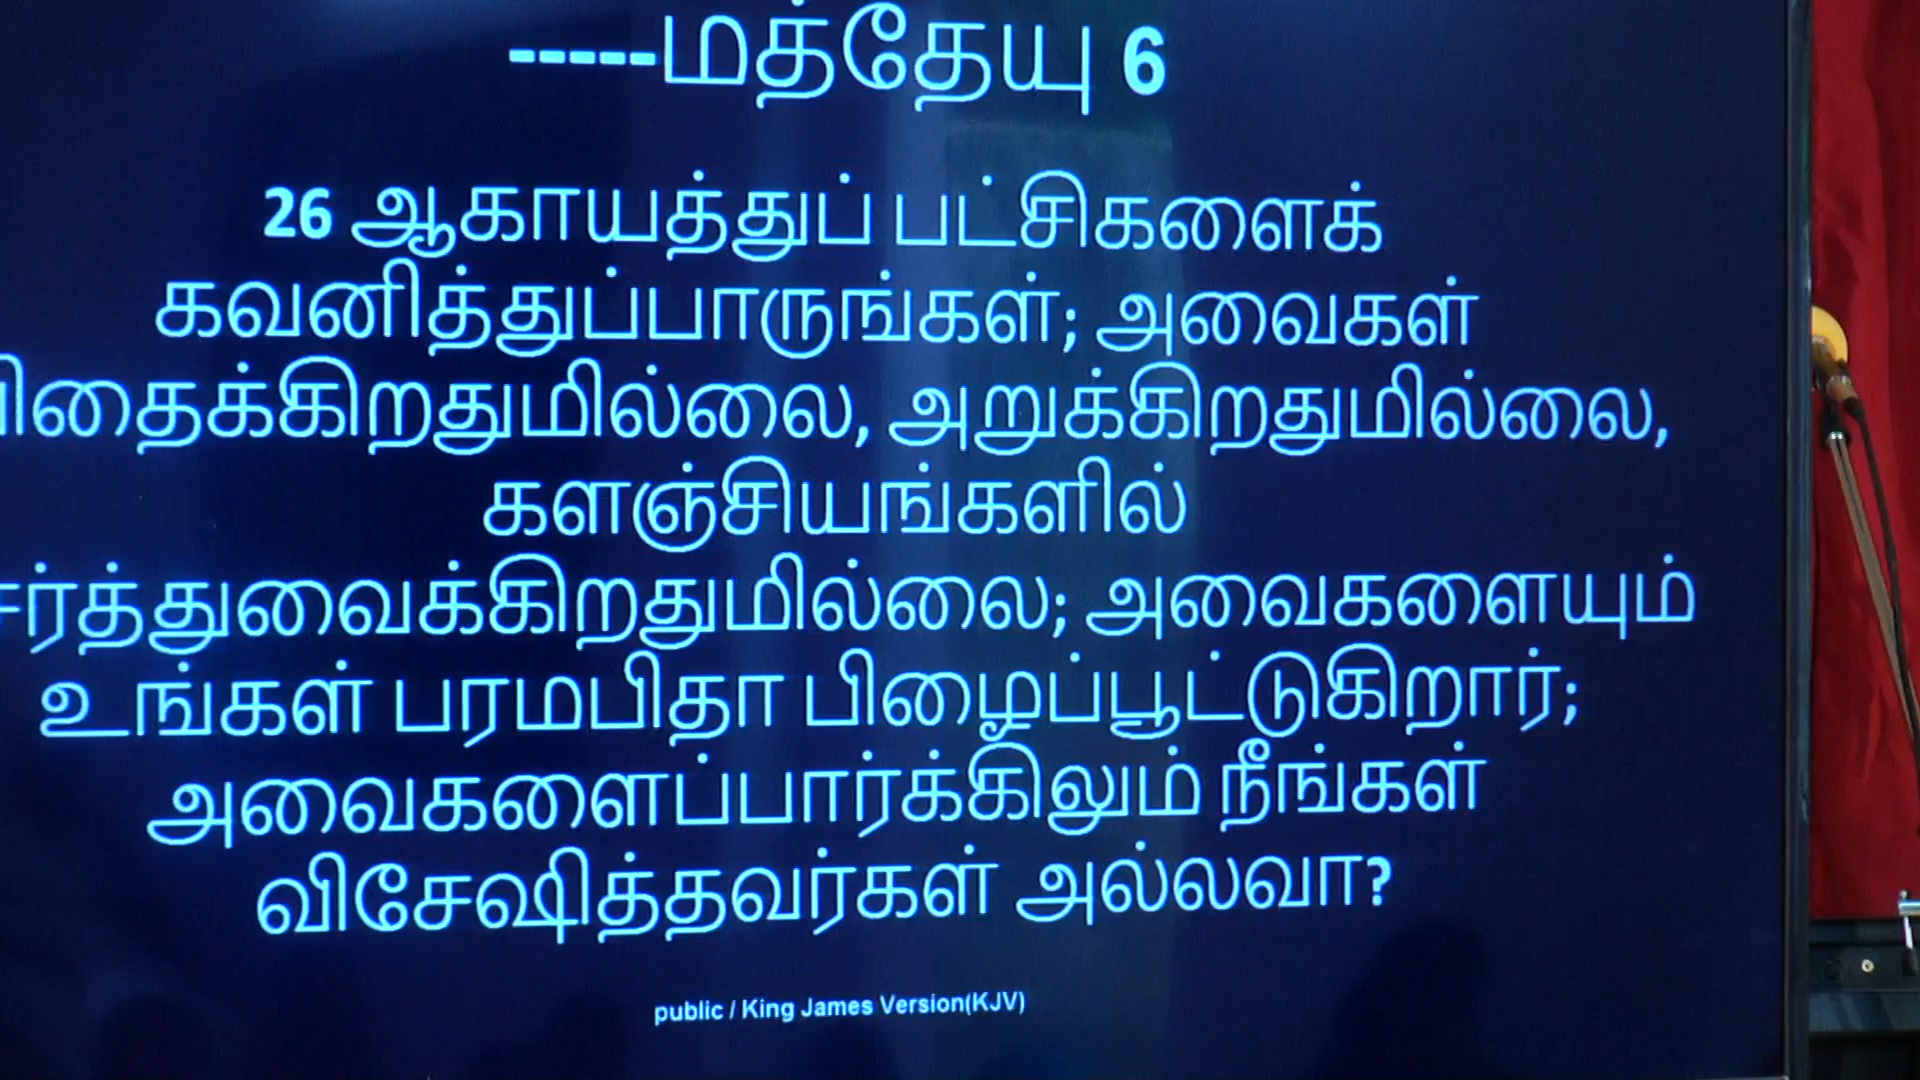 -----மத்தேயு 6
26 ஆகாயத்துப் பட்சிகளைக்
கவனித்துப்பாருங்கள்; அவைகள்
விதைக்கிறதுமில்லை, அறுக்கிறதுமில்லை,
களஞ்சியங்களில்
சேர்த்துவைக்கிறதுமில்லை; அவைகளையும்
உங்கள் பரமபிதா பிழைப்பூட்டுகிறார்;
அவைகளைப்பார்க்கிலும் நீங்கள்
விசேஷித்தவர்கள் அல்லவா?
public / King James Version(KJV)